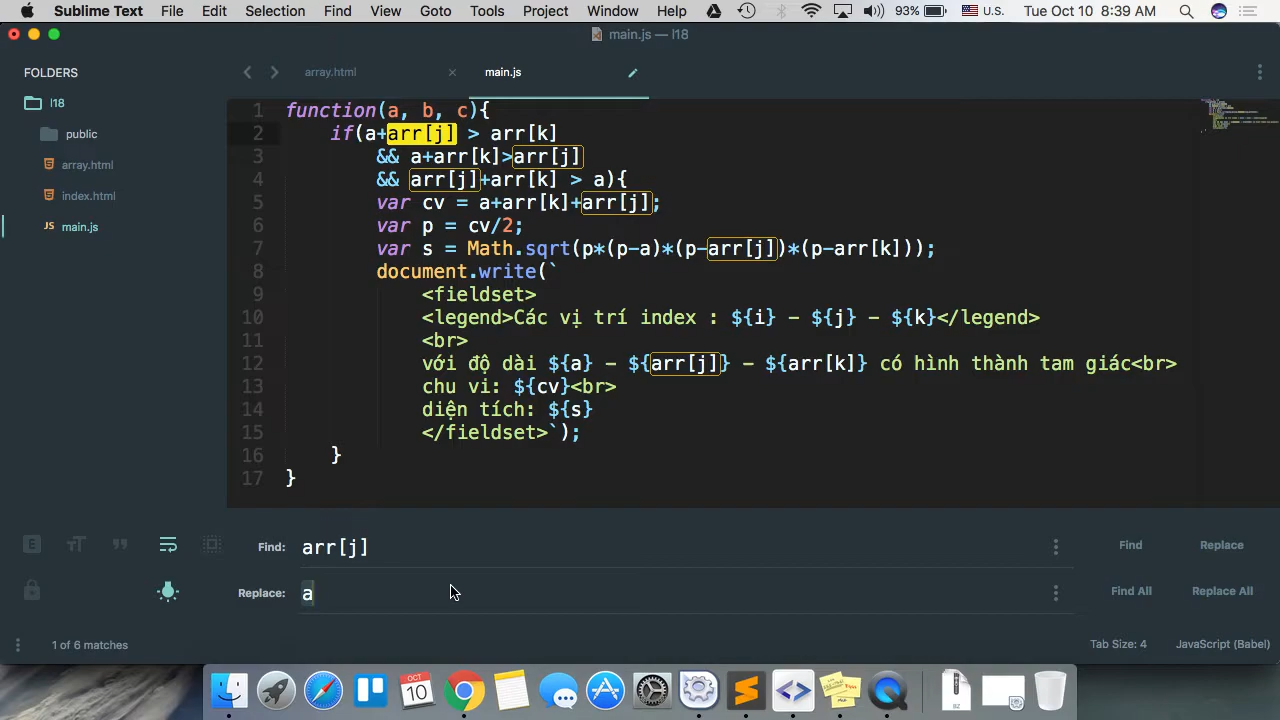 Sublime Text File Edit Selection Find View Goto Tools Project Window Help 93% U.S. Tue Oct 10 8:39 AM
main.js — l18
FOLDERS
l18
public
array.html
index.html
JS main.js
array.html
main.js
1 function(a, b, c){
2 if(a+arr[j] > arr[k]
3 && a+arr[k]>arr[j]
4 && arr[j]+arr[k] > a){
5 var cv = a+arr[k]+arr[j];
6 var p = cv/2;
7 var s = Math.sqrt(p*(p-a)*(p-arr[j])*(p-arr[k]));
8 document.write(`
9 <fieldset>
10 <legend>Các vị trí index : ${i} - ${j} - ${k}</legend>
11 <br>
12 với độ dài ${a} - ${arr[j]} - ${arr[k]} có hình thành tam giác<br>
13 chu vi: ${cv}<br>
14 diện tích: ${s}
15 </fieldset>`);
16 }
17 }
Find: arr[j]
Find Replace
Replace: a
Find All Replace All
1 of 6 matches
Tab Size: 4 JavaScript (Babel)
OCT
10